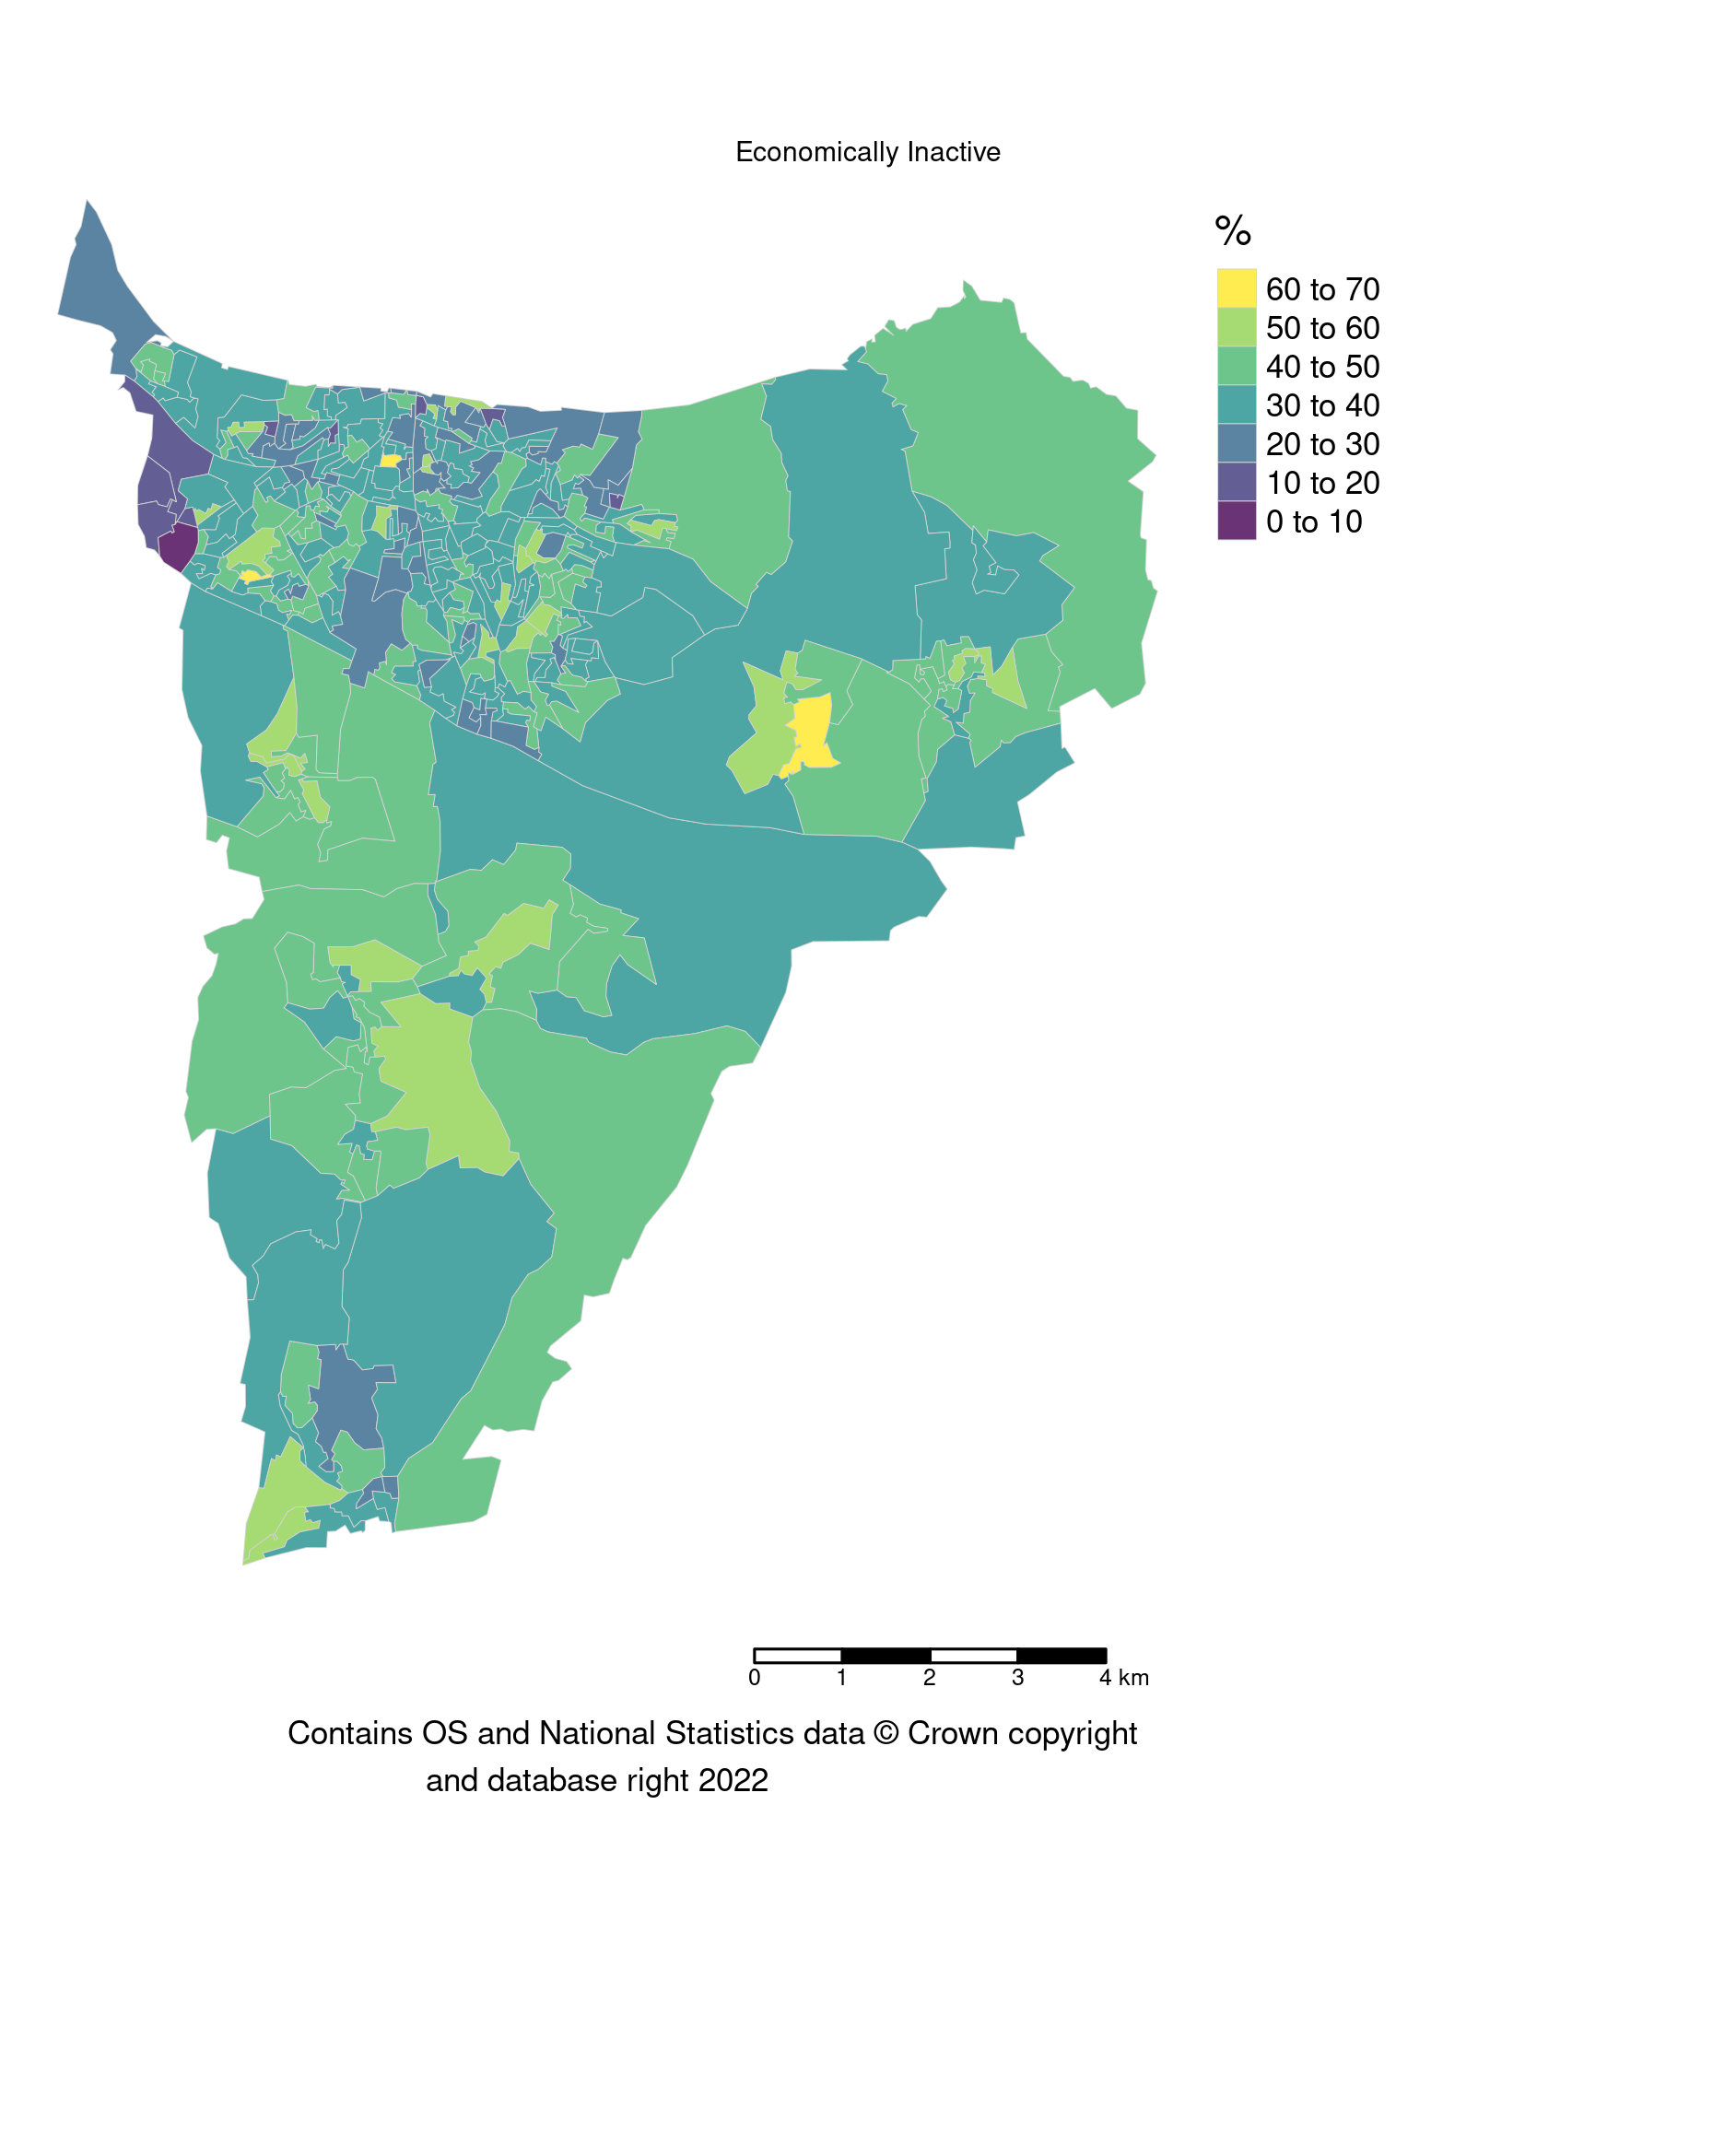 Economically Inactive
%
60 to 70
50 to 60
40 to 50
30 to 40
20 to 30
10 to 20
0 to 10
0 1 2 3 4 km
Contains OS and National Statistics data © Crown copyright
and database right 2022